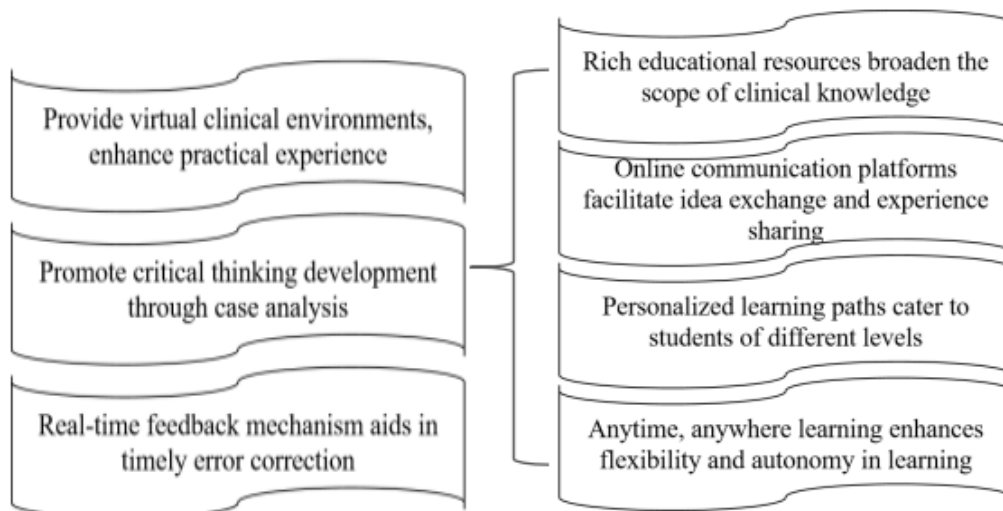 Provide virtual clinical environments,
enhance practical experience
Promote critical thinking development
through case analysis
Real-time feedback mechanism aids in
timely error correction
Rich educational resources broaden the
scope of clinical knowledge
Online communication platforms
facilitate idea exchange and experience
sharing
Personalized learning paths cater to
students of different levels
Anytime, anywhere learning enhances
flexibility and autonomy in learning